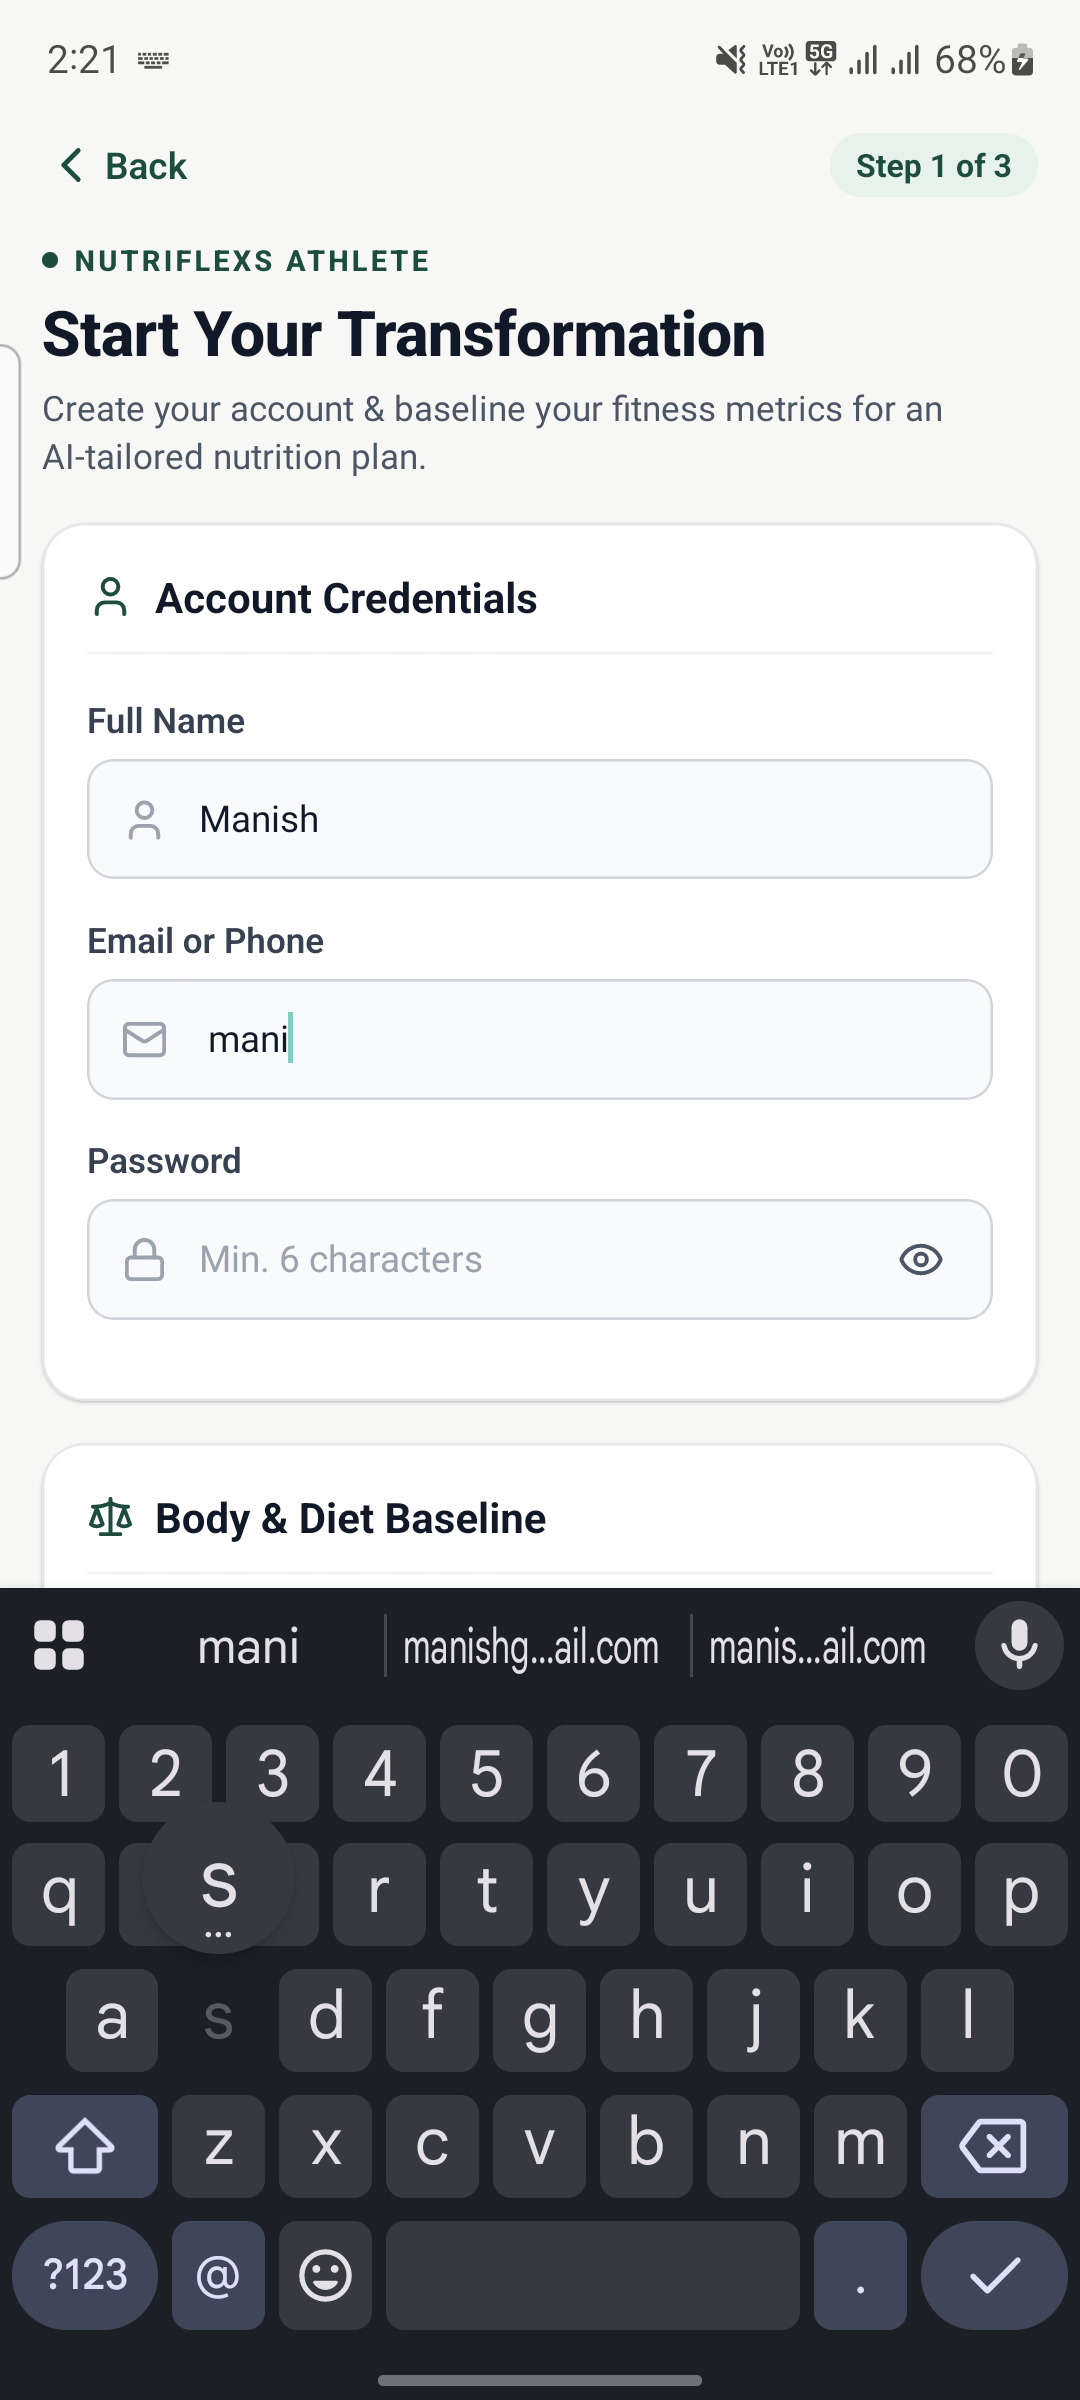 2:21
Vo))
LTE1
5G
68%
Back
Step 1 of 3
NUTRIFLEXS ATHLETE
Start Your Transformation
Create your account & baseline your fitness metrics for an
AI-tailored nutrition plan.
Account Credentials
Full Name
Manish
Email or Phone
mani
Password
Min. 6 characters
Body & Diet Baseline
mani manishg...ail.com manis...ail.com
1 2 3 4 5 6 7 8 9 0
q s r t y u i o p
...
a s d f g h j k l
z x c v b n m
?123 @ .